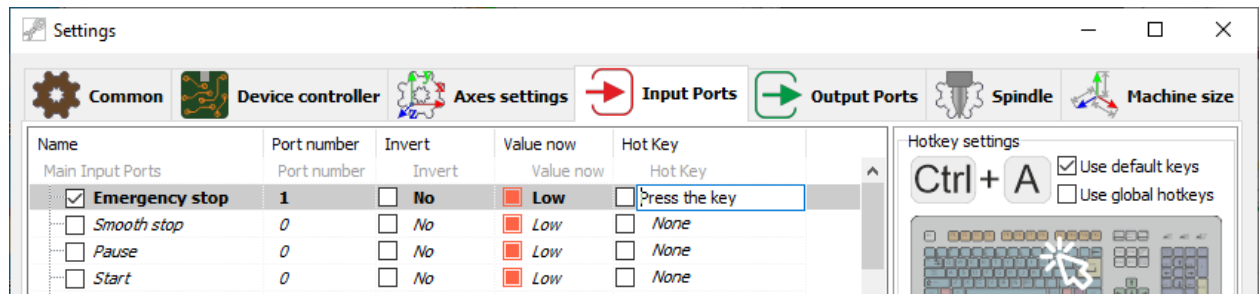 Settings
Common Device controller Axes settings Input Ports Output Ports Spindle Machine size
Name Port number Invert Value now Hot Key
Main Input Ports Port number Invert Value now Hot Key
Emergency stop 1 No Low Press the key
Smooth stop 0 No Low None
Pause 0 No Low None
Start 0 No Low None
Hotkey settings
Ctrl + A
Use default keys
Use global hotkeys